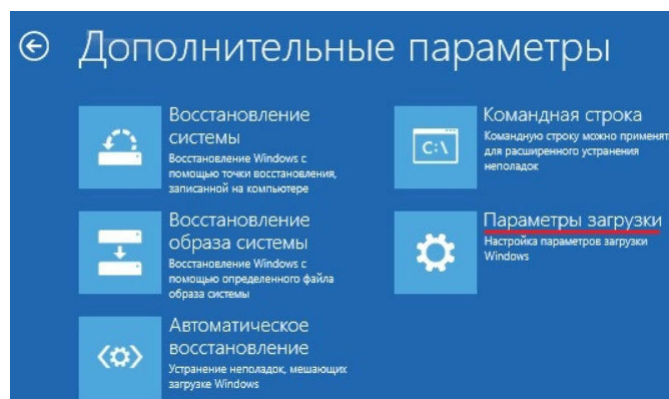 Дополнительные параметры
Восстановление
системы
Восстановление Windows с
помощью точки восстановления,
записанной на компьютере
Восстановление
образа системы
Восстановление Windows с
помощью определенного файла
образа системы
Автоматическое
восстановление
Устранение неполадок, мешающих
загрузке Windows
Командная строка
Командную строку можно применят
для расширенного устранения
неполадок
C:\
Параметры загрузки
Настройка параметров загрузки
Windows